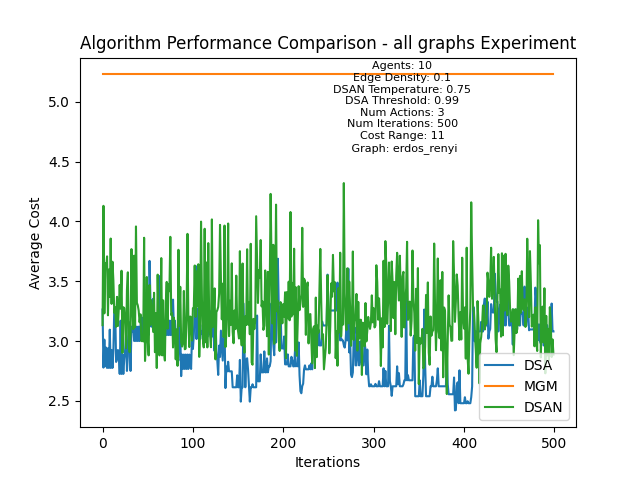 Algorithm Performance Comparison - all graphs Experiment
Agents: 10
Edge Density: 0.1
DSAN Temperature: 0.75
DSA Threshold: 0.99
Num Actions: 3
Num Iterations: 500
Cost Range: 11
Graph: erdos_renyi
Average Cost
5.0
4.5
4.0
3.5
3.0
2.5
DSA
MGM
DSAN
0
100
200
300
400
500
Iterations